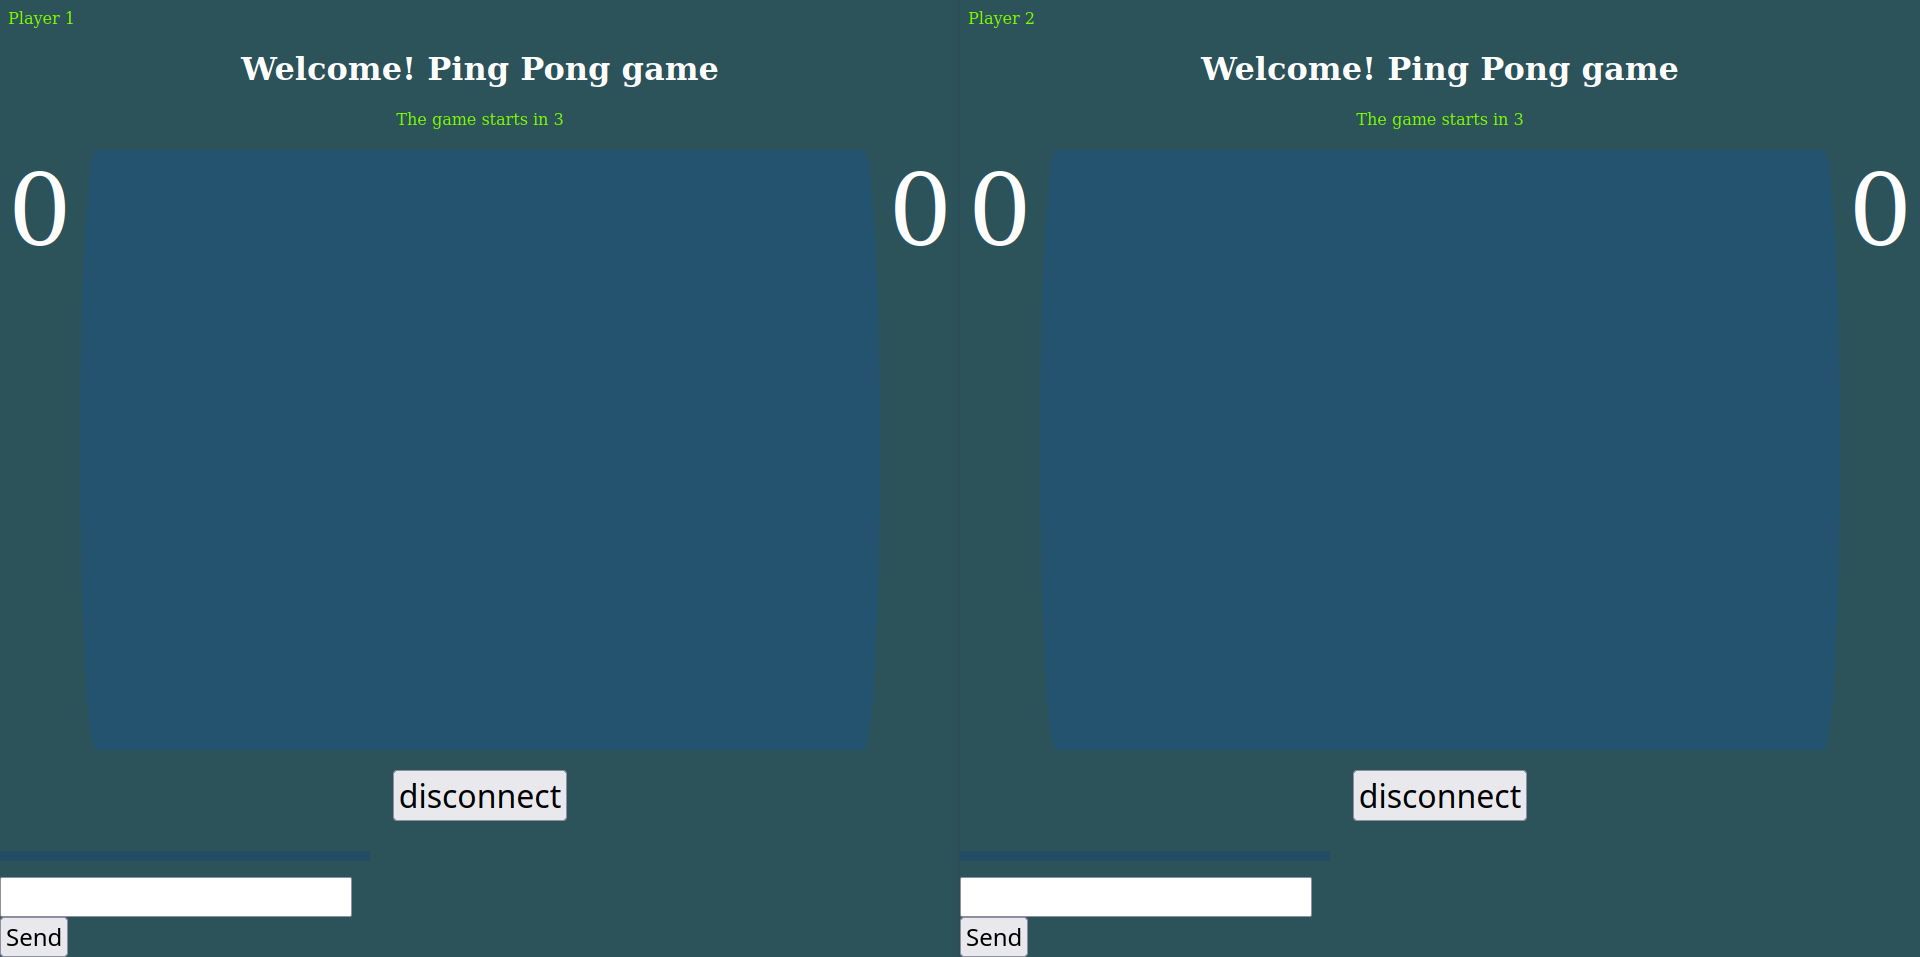 Player 1
Welcome! Ping Pong game
The game starts in 3
0
0
disconnect
Send
Player 2
Welcome! Ping Pong game
The game starts in 3
0
0
disconnect
Send